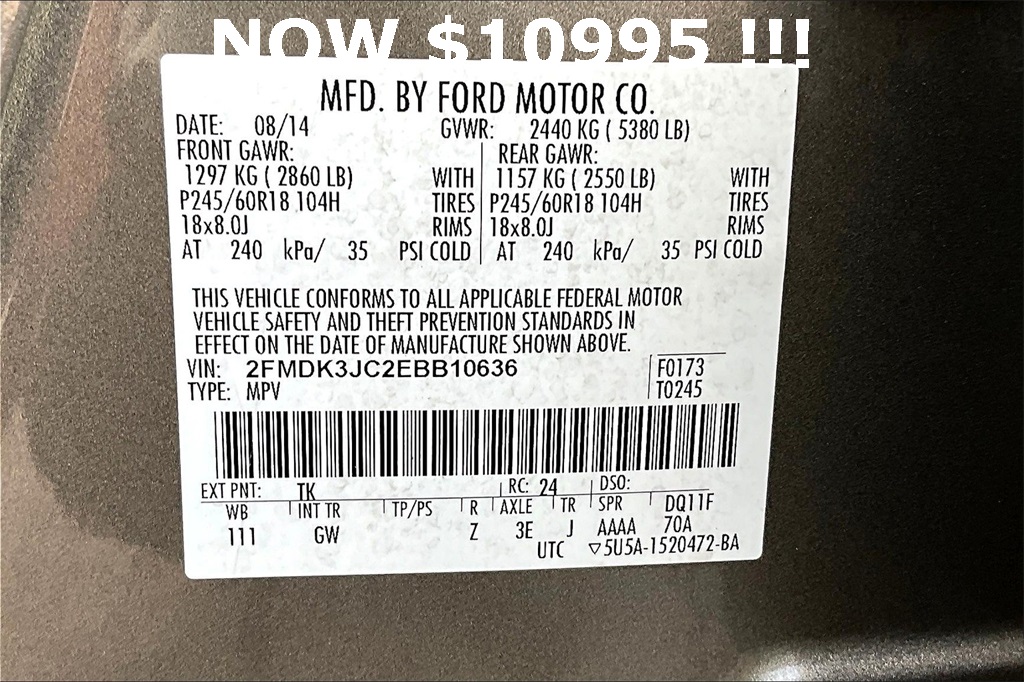 NOW $10995 !!!
MFD. BY FORD MOTOR CO.
DATE: 08/14 GVWR: 2440 KG ( 5380 LB)
FRONT GAWR: REAR GAWR:
1297 KG ( 2860 LB) WITH 1157 KG ( 2550 LB) WITH
P245/60R18 104H TIRES P245/60R18 104H TIRES
18x8.0J RIMS 18x8.0J RIMS
AT 240 kPa/ 35 PSI COLD AT 240 kPa/ 35 PSI COLD
THIS VEHICLE CONFORMS TO ALL APPLICABLE FEDERAL MOTOR
VEHICLE SAFETY AND THEFT PREVENTION STANDARDS IN
EFFECT ON THE DATE OF MANUFACTURE SHOWN ABOVE.
VIN: 2FMDK3JC2EBB10636 F0173
TYPE: MPV T0245
EXT PNT: TK RC: 24 DSO:
WB INT TR TP/PS R AXLE TR SPR DQ11F
111 GW Z 3E J AAAA 70A
UTC ▽5U5A-1520472-BA